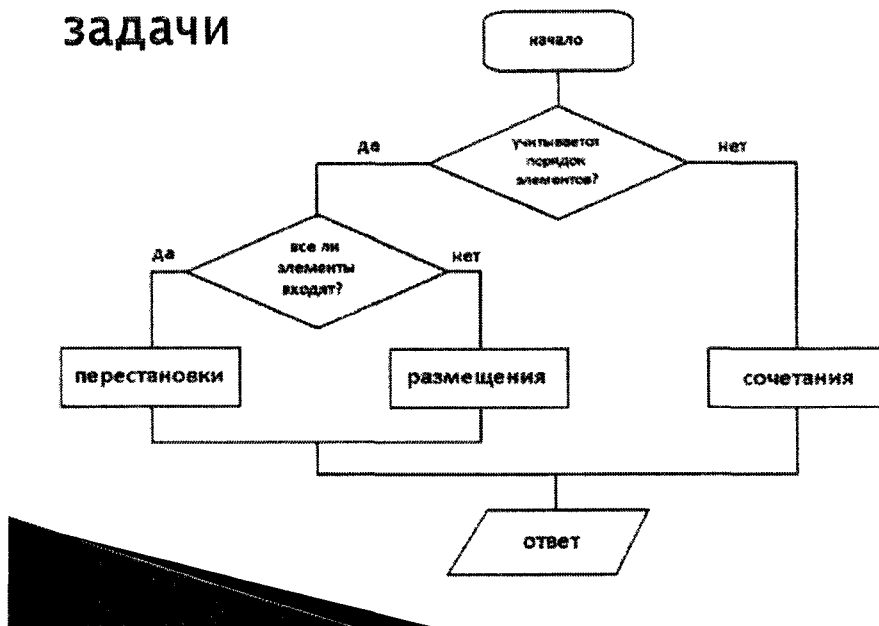 задачи
начало
да
учитывается
порядок
элементов?
нет
да
все ли
элементы
входят?
нет
перестановки
размещения
сочетания
ответ